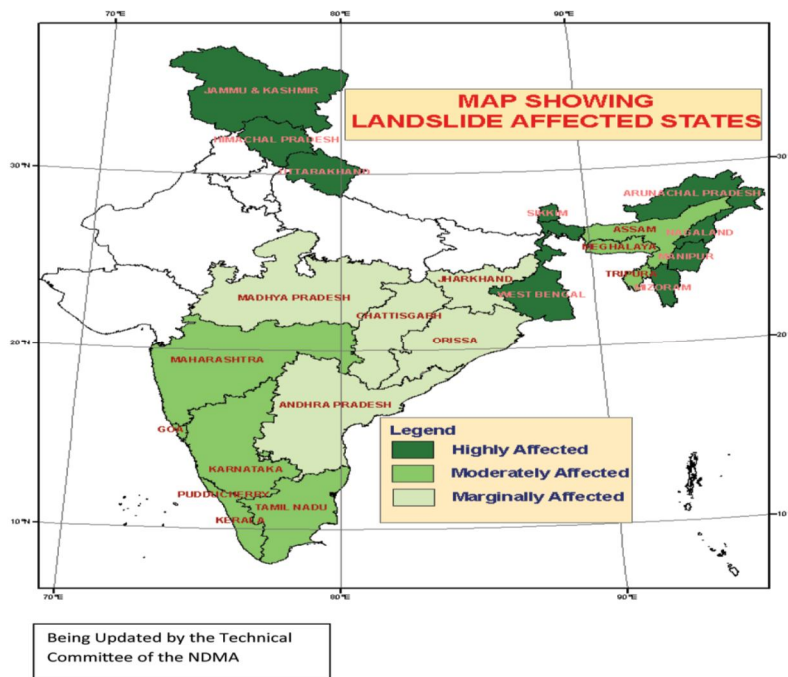 70°E
80°E
90°E
MAP SHOWING
LANDSLIDE AFFECTED STATES
JAMMU & KASHMIR
HIMACHAL PRADESH
UTTARAKHAND
30°N
30
ARUNACHAL PRADESH
SIKKIM
ASSAM
NAGALAND
MEGHALAYA
MANIPUR
TRIPURA
MIZORAM
JHARKHAND
WEST BENGAL
MADHYA PRADESH
CHATTISGARH
ORISSA
20°N
20
MAHARASHTRA
ANDHRA PRADESH
GOA
KARNATAKA
PUDUCHERRY
TAMIL NADU
KERALA
Legend
Highly Affected
Moderately Affected
Marginally Affected
10°N
10
70°E
80°E
90°E
Being Updated by the Technical
Committee of the NDMA